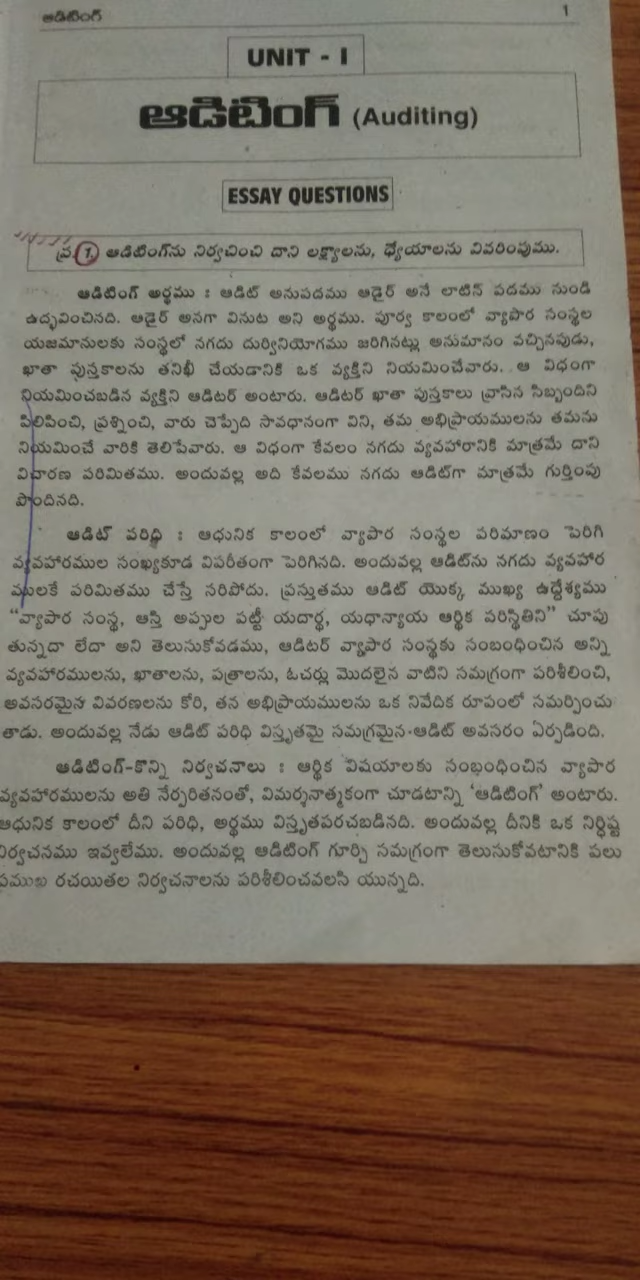 ఆడిటింగ్ 1
UNIT - I
ఆడిటింగ్ (Auditing)
ESSAY QUESTIONS
ప్ర. 1. ఆడిటింగ్‌ను నిర్వచించి దాని లక్ష్యాలను, ధ్యేయాలను వివరింపుము.
ఆడిటింగ్ అర్థము : ఆడిట్ అనుపదము ఆడైర్ అనే లాటిన్ పదము నుండి
ఉద్భవించినది. ఆడైర్ అనగా వినుట అని అర్థము. పూర్వ కాలంలో వ్యాపార సంస్థల
యజమానులకు సంస్థలో నగదు దుర్వినియోగము జరిగినట్లు అనుమానం వచ్చినపుడు,
ఖాతా పుస్తకాలను తనిఖీ చేయడానికి ఒక వ్యక్తిని నియమించేవారు. ఆ విధంగా
నియమించబడిన వ్యక్తిని ఆడిటర్ అంటారు. ఆడిటర్ ఖాతా పుస్తకాలు వ్రాసిన సిబ్బందిని
పిలిపించి, ప్రశ్నించి, వారు చెప్పేది సావధానంగా విని, తమ అభిప్రాయములను తమను
నియమించే వారికి తెలిపేవారు. ఆ విధంగా కేవలం నగదు వ్యవహారానికి మాత్రమే దాని
విచారణ పరిమితము. అందువల్ల అది కేవలము నగదు ఆడిట్‌గా మాత్రమే గుర్తింపు
పొందినది.
ఆడిట్ పరిధి : ఆధునిక కాలంలో వ్యాపార సంస్థల పరిమాణం పెరిగి
వ్యవహారముల సంఖ్యకూడ విపరీతంగా పెరిగినది. అందువల్ల ఆడిట్‌ను నగదు వ్యవహార
ములకే పరిమితము చేస్తే సరిపోదు. ప్రస్తుతము ఆడిట్ యొక్క ముఖ్య ఉద్దేశ్యము
"వ్యాపార సంస్థ, ఆస్తి అప్పుల పట్టీ యదార్థ, యధాన్యాయ ఆర్థిక పరిస్థితిని" చూపు
తున్నదా లేదా అని తెలుసుకోవడము, ఆడిటర్ వ్యాపార సంస్థకు సంబంధించిన అన్ని
వ్యవహారములను, ఖాతాలను, పత్రాలను, ఓచర్లు మొదలైన వాటిని సమగ్రంగా పరిశీలించి,
అవసరమైన వివరణలను కోరి, తన అభిప్రాయములను ఒక నివేదిక రూపంలో సమర్పించు
తాడు. అందువల్ల నేడు ఆడిట్ పరిధి విస్తృతమై సమగ్రమైన-ఆడిట్ అవసరం ఏర్పడింది.
ఆడిటింగ్-కొన్ని నిర్వచనాలు : ఆర్థిక విషయాలకు సంబంధించిన వ్యాపార
వ్యవహారములను అతి నేర్పరితనంతో, విమర్శనాత్మకంగా చూడటాన్ని 'ఆడిటింగ్' అంటారు.
ఆధునిక కాలంలో దీని పరిధి, అర్థము విస్తృతపరచబడినది. అందువల్ల దీనికి ఒక నిర్దిష్ట
నిర్వచనము ఇవ్వలేము. అందువల్ల ఆడిటింగ్ గూర్చి సమగ్రంగా తెలుసుకోవటానికి పలు
ప్రముఖ రచయితల నిర్వచనాలను పరిశీలించవలసి యున్నది.